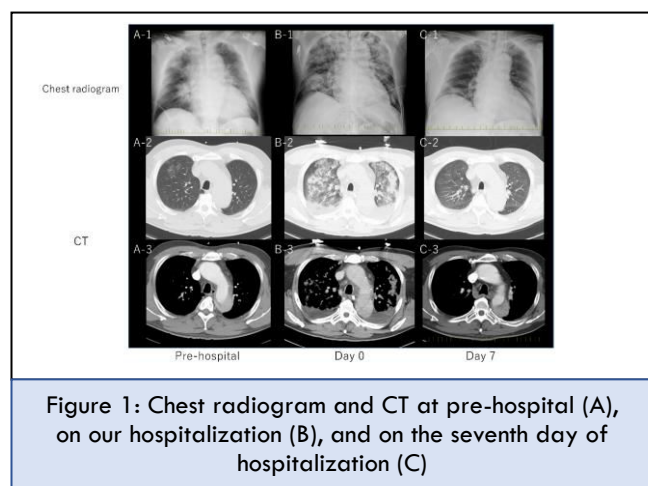 A-1
B-1
C-1
Chest radiogram
A-2
B-2
C-2
CT
A-3
B-3
C-3
Pre-hospital
Day 0
Day 7
Figure 1: Chest radiogram and CT at pre-hospital (A),
on our hospitalization (B), and on the seventh day of
hospitalization (C)